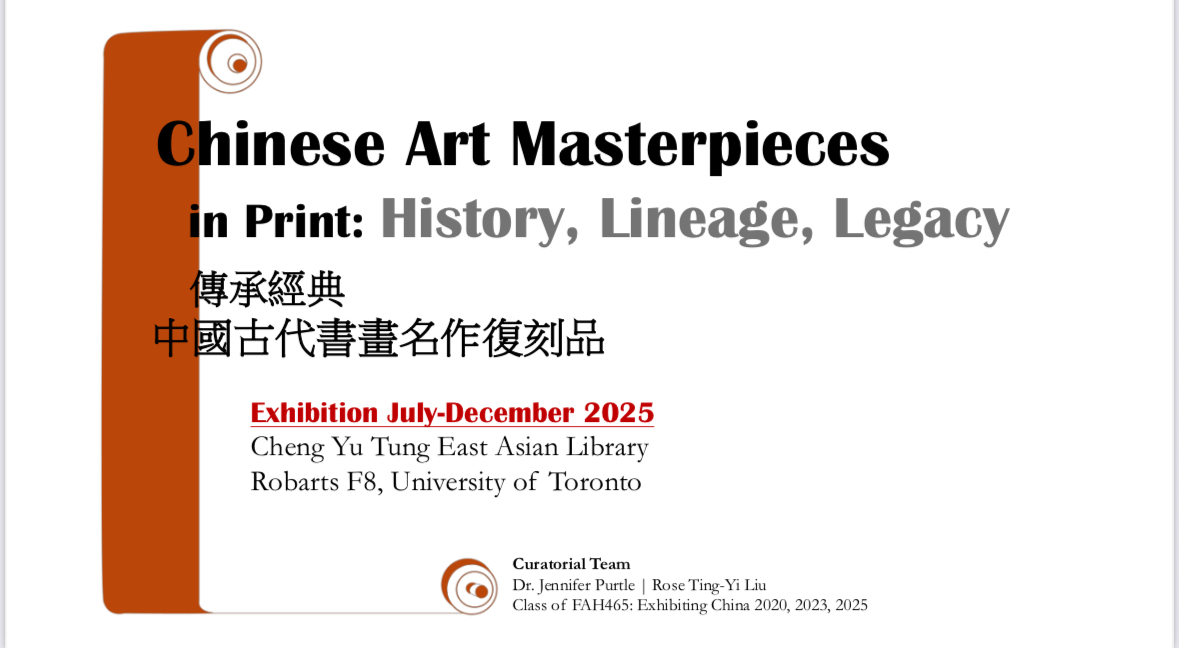 Chinese Art Masterpieces
in Print: History, Lineage, Legacy
傳承經典
中國古代書畫名作復刻品
Exhibition July-December 2025
Cheng Yu Tung East Asian Library
Robarts F8, University of Toronto
Curatorial Team
Dr. Jennifer Purtle | Rose Ting-Yi Liu
Class of FAH465: Exhibiting China 2020, 2023, 2025